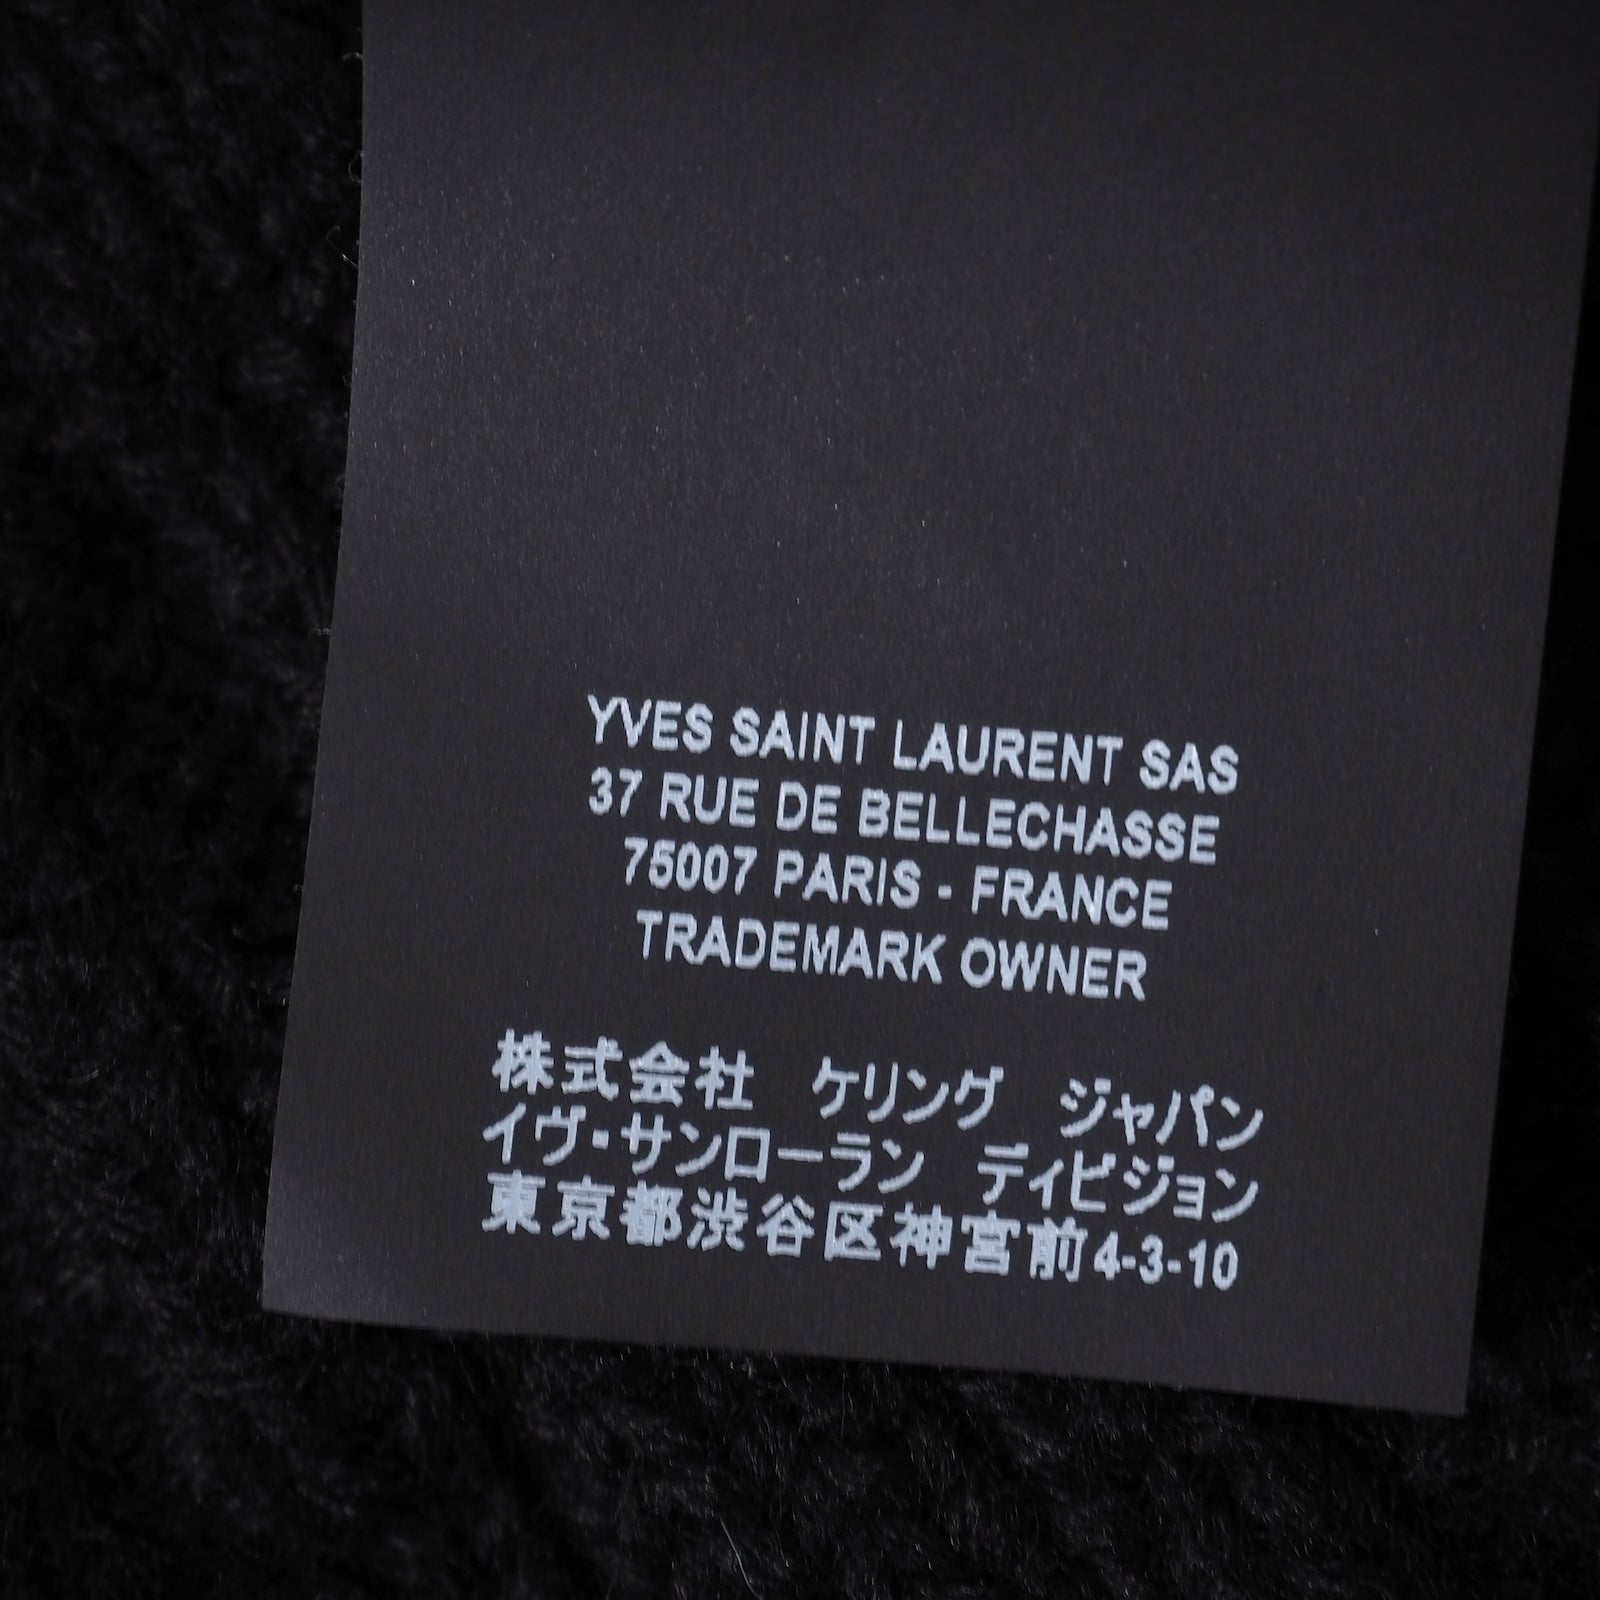 YVES SAINT LAURENT SAS
37 RUE DE BELLECHASSE
75007 PARIS - FRANCE
TRADEMARK OWNER
株式会社　ケリング　ジャパン
イヴ・サンローラン　ディビジョン
東京都渋谷区神宮前4-3-10